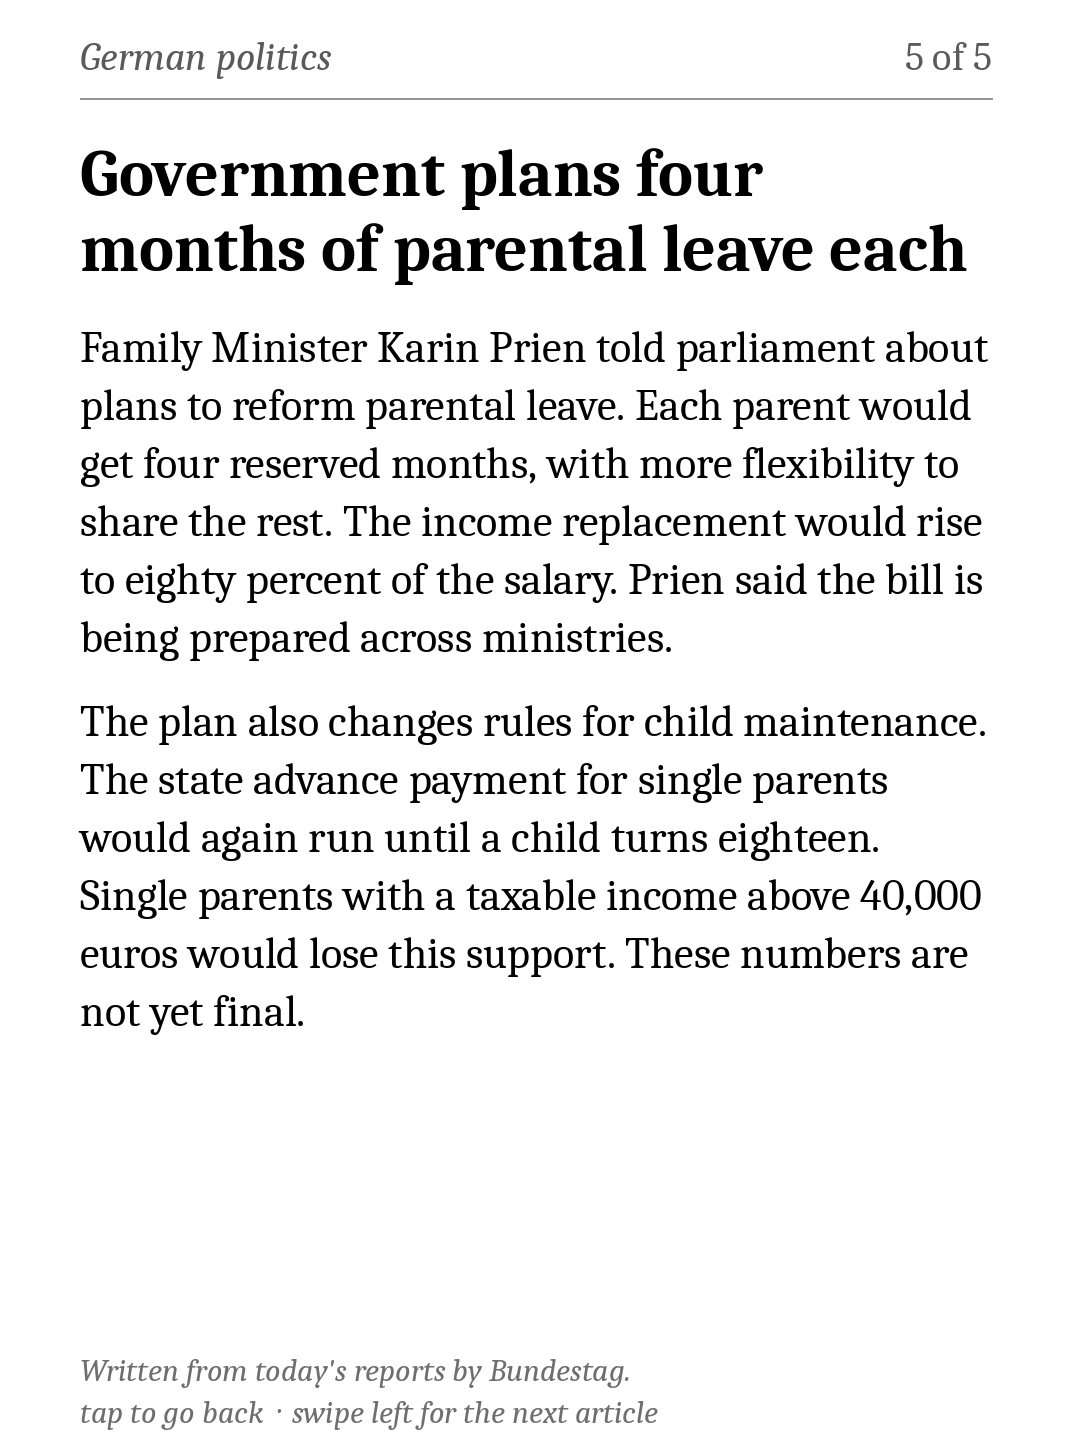 German politics
5 of 5
Government plans four
months of parental leave each
Family Minister Karin Prien told parliament about
plans to reform parental leave. Each parent would
get four reserved months, with more flexibility to
share the rest. The income replacement would rise
to eighty percent of the salary. Prien said the bill is
being prepared across ministries.
The plan also changes rules for child maintenance.
The state advance payment for single parents
would again run until a child turns eighteen.
Single parents with a taxable income above 40,000
euros would lose this support. These numbers are
not yet final.
Written from today's reports by Bundestag.
tap to go back · swipe left for the next article